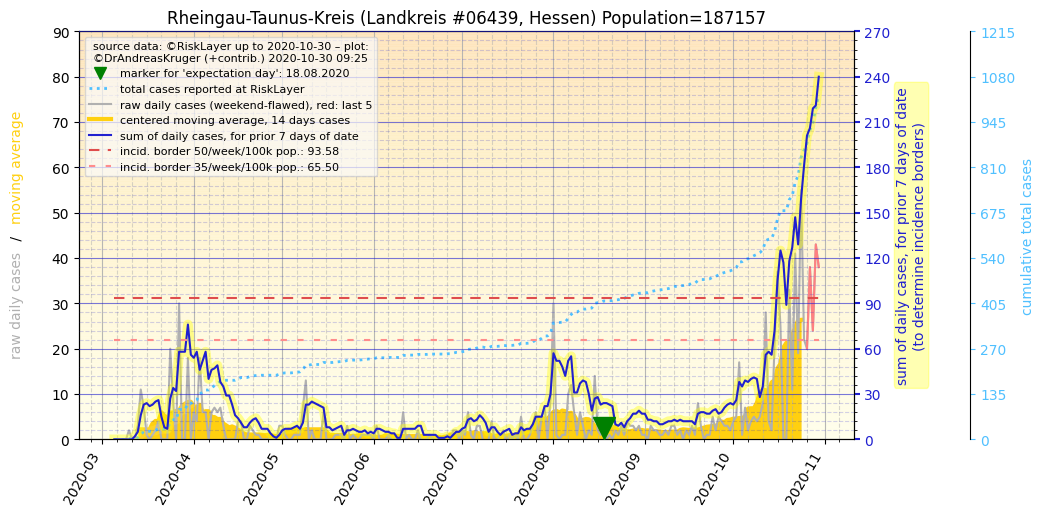 Rheingau-Taunus-Kreis (Landkreis #06439, Hessen) Population=187157
source data: ©RiskLayer up to 2020-10-30 – plot:
©DrAndreasKruger (+contrib.) 2020-10-30 09:25
marker for 'expectation day': 18.08.2020
total cases reported at RiskLayer
raw daily cases (weekend-flawed), red: last 5
centered moving average, 14 days cases
sum of daily cases, for prior 7 days of date
incid. border 50/week/100k pop.: 93.58
incid. border 35/week/100k pop.: 65.50
raw daily cases / moving average
90
80
70
60
50
40
30
20
10
0
270
240
210
180
150
120
90
60
30
0
sum of daily cases, for prior 7 days of date
(to determine incidence borders)
1215
1080
945
810
675
540
405
270
135
0
cumulative total cases
2020-03
2020-04
2020-05
2020-06
2020-07
2020-08
2020-09
2020-10
2020-11